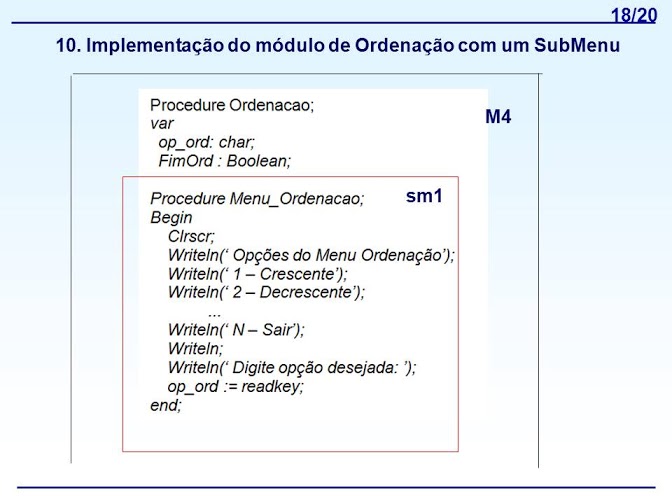 18/20
10. Implementação do módulo de Ordenação com um SubMenu
Procedure Ordenacao;
M4
var
op_ord: char;
FimOrd : Boolean;
Procedure Menu_Ordenacao;
sm1
Begin
Clrscr;
Writeln(‘ Opções do Menu Ordenação’);
Writeln(‘ 1 – Crescente’);
Writeln(‘ 2 – Decrescente’);
...
Writeln(‘ N – Sair’);
Writeln;
Writeln(‘ Digite opção desejada: ’);
op_ord := readkey;
end;